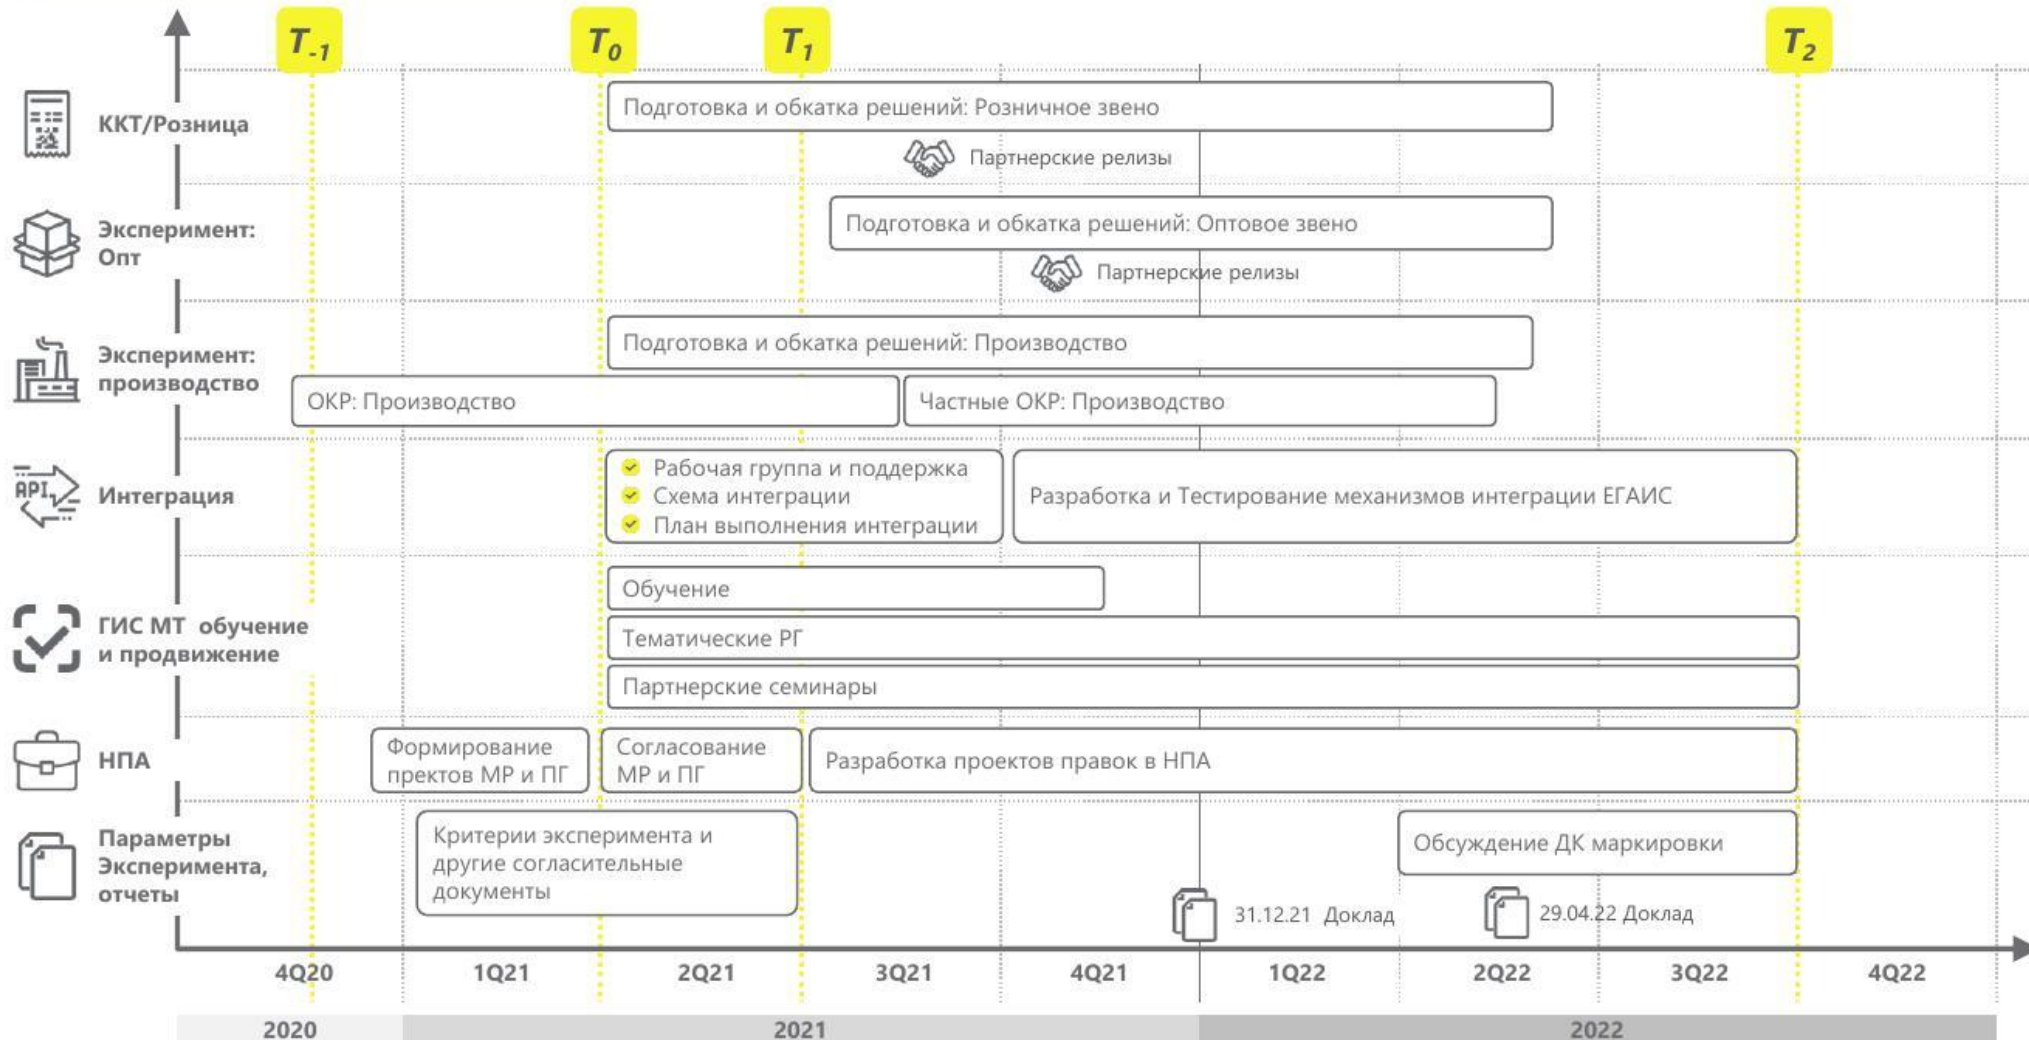 T-1
T0
T1
T2
ККТ/Розница
Подготовка и обкатка решений: Розничное звено
Партнерские релизы
Эксперимент:
Опт
Подготовка и обкатка решений: Оптовое звено
Партнерские релизы
Эксперимент:
производство
Подготовка и обкатка решений: Производство
ОКР: Производство
Частные ОКР: Производство
API
Интеграция
Рабочая группа и поддержка
Схема интеграции
План выполнения интеграции
Разработка и Тестирование механизмов интеграции ЕГАИС
ГИС МТ обучение
и продвижение
Обучение
Тематические РГ
Партнерские семинары
НПА
Формирование
пректов МР и ПГ
Согласование
МР и ПГ
Разработка проектов правок в НПА
Параметры
Эксперимента,
отчеты
Критерии эксперимента и
другие согласительные
документы
Обсуждение ДК маркировки
31.12.21 Доклад
29.04.22 Доклад
4Q20
1Q21
2Q21
3Q21
4Q21
1Q22
2Q22
3Q22
4Q22
2020
2021
2022